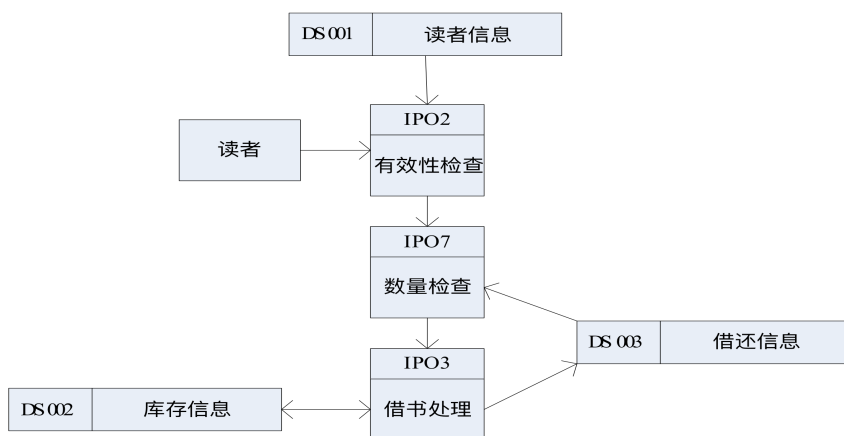 DS 001 读者信息
IPO2
读者
有效性检查
IPO7
数量检查
DS 003 借还信息
IPO3
借书处理
DS 002 库存信息